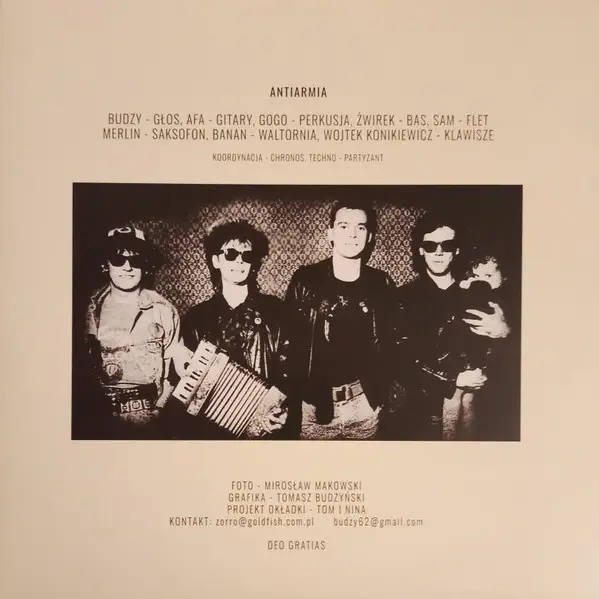 ANTIARMIA
BUDZY - GŁOS, AFA - GITARY, GOGO - PERKUSJA, ŻWIREK - BAS, SAM - FLET
MERLIN - SAKSOFON, BANAN - WALTORNIA, WOJTEK KONIKIEWICZ - KLAWISZE
KOORDYNACJA - CHRONOS, TECHNO - PARTYZANT
FOTO - MIROSŁAW MAKOWSKI
GRAFIKA - TOMASZ BUDZYŃSKI
PROJEKT OKŁADKI - TOM I NINA
KONTAKT: zorro@goldfish.com.pl budzy62@gmail.com
DEO GRATIAS